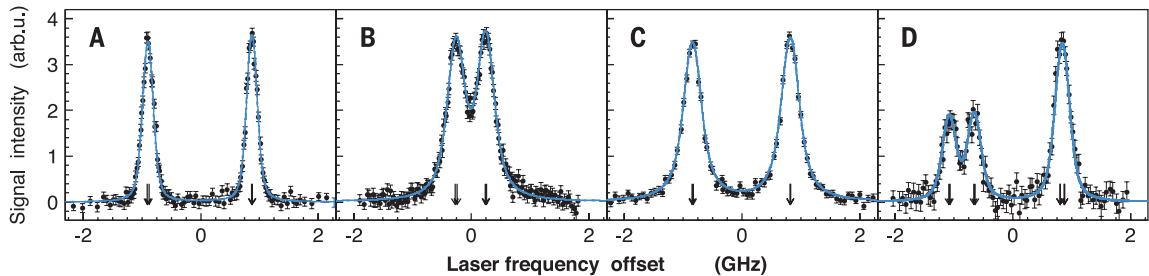 A B C D
4
3
2
1
0
Signal intensity (arb.u.)
-2 0 2 -2 0 2 -2 0 2 -2 0 2
Laser frequency offset (GHz)